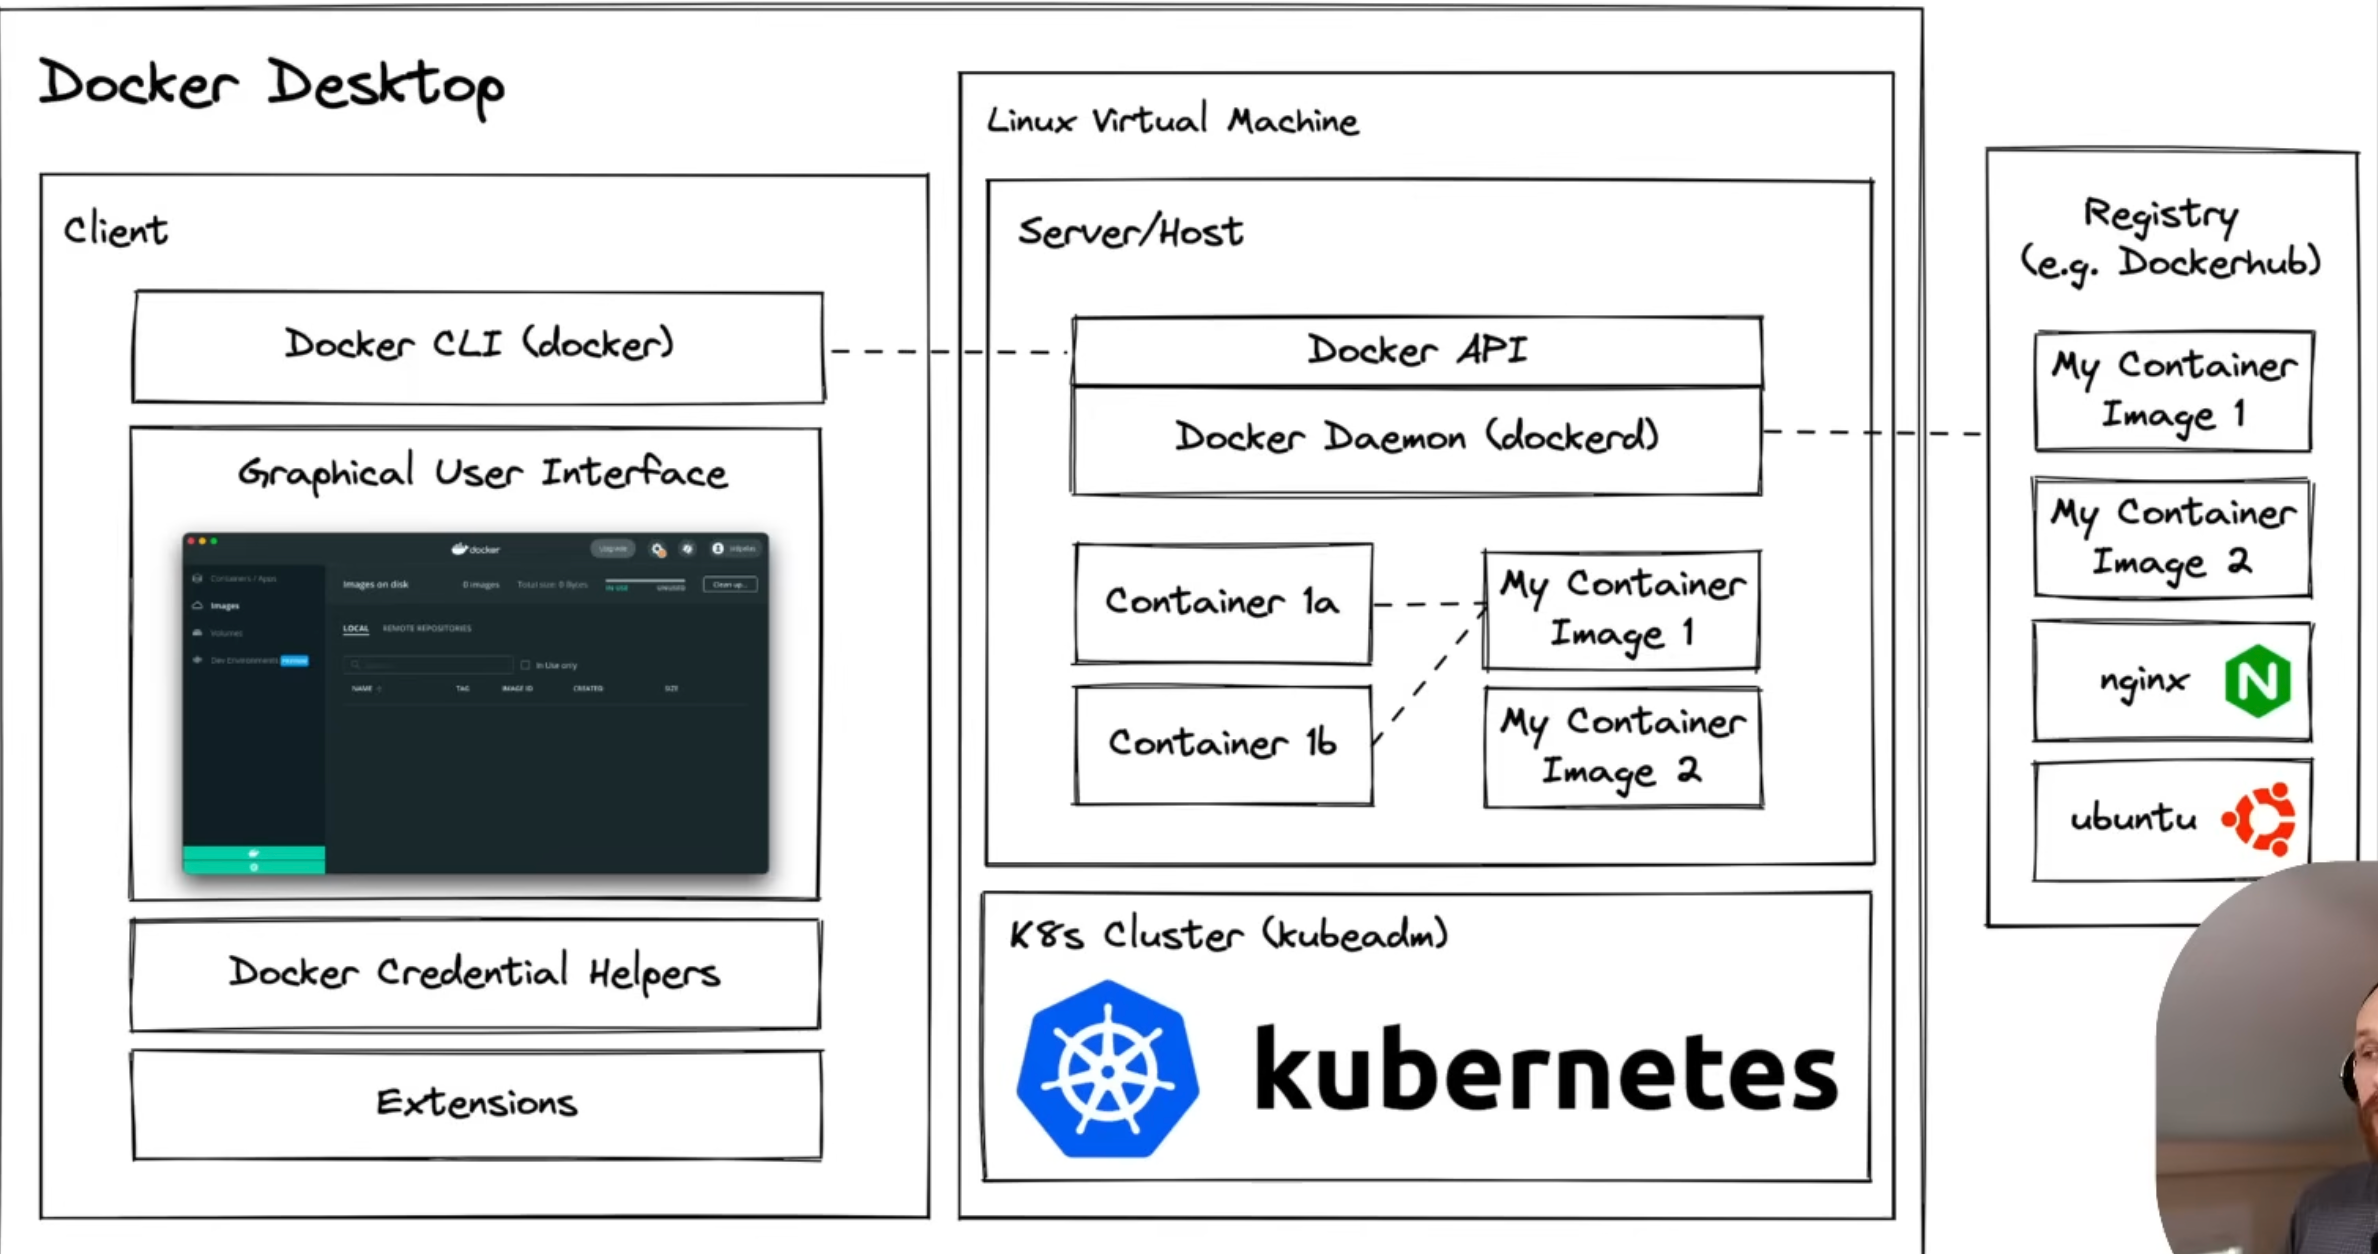 Docker Desktop
Client
Docker CLI (docker)
Graphical User Interface
docker
Upgrade
Containers / Apps
Images
Volumes
Dev Environments
Images on disk
0 images
Total size: 0 Bytes
IN USE
UNUSED
Clean up...
LOCAL
REMOTE REPOSITORIES
In Use only
NAME
TAG
IMAGE ID
CREATED
SIZE
Docker Credential Helpers
Extensions
Linux Virtual Machine
Server/Host
Docker API
Docker Daemon (dockerd)
Container 1a
Container 1b
My Container
Image 1
My Container
Image 2
K8s Cluster (kubeadm)
kubernetes
Registry
(e.g. Dockerhub)
My Container
Image 1
My Container
Image 2
nginx
N
ubuntu